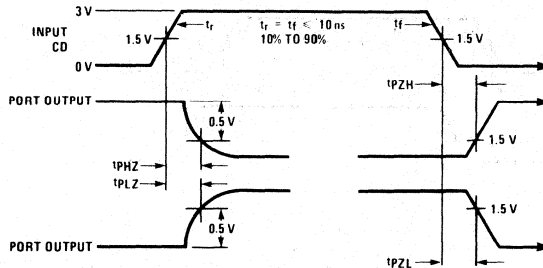 3 V
INPUT CD
1.5 V
0 V
tr
tr = tf ≤ 10 ns
10% TO 90%
tf
1.5 V
PORT OUTPUT
0.5 V
tPZH
1.5 V
tPHZ
tPLZ
0.5 V
1.5 V
PORT OUTPUT
tPZL